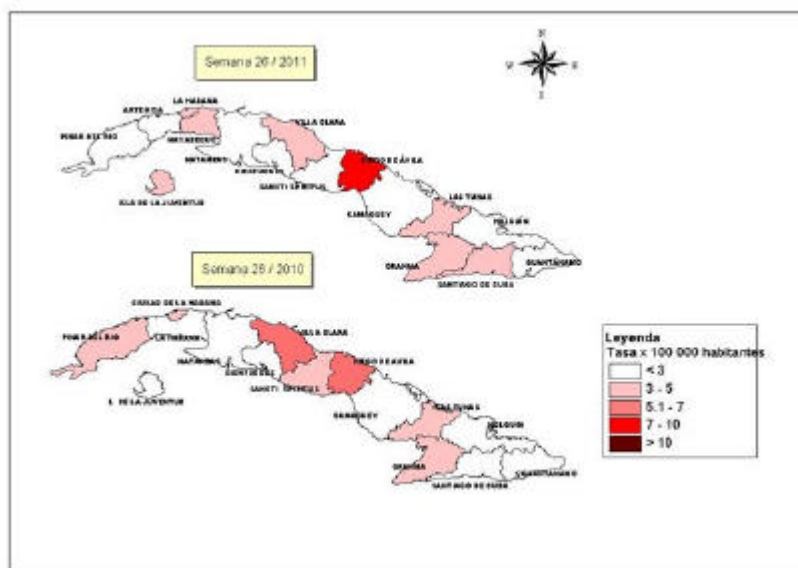 N
W
E
S
Semana 26 / 2011
LA HABANA
ARTEMISA
VILLA CLARA
PINAR DEL RIO
MAYABEQUE
MATANZAS
CIENFUEGOS
CIEGO DE ÁVILA
SANCTI SPIRITUS
ISLA DE LA JUVENTUD
CAMAGUEY
LAS TUNAS
HOLGUÍN
GRANMA
GUANTÁNAMO
SANTIAGO DE CUBA
Semana 26 / 2010
CIUDAD DE LA HABANA
PINAR DEL RIO
LA HABANA
VILLA CLARA
MATANZAS
CIENFUEGOS
CIEGO DE AVILA
SANCTI SPIRITUS
I. DE LA JUVENTUD
CAMAGUEY
LAS TUNAS
HOLGUIN
GRANMA
GUANTANAMO
SANTIAGO DE CUBA
Leyenda
Tasa x 100 000 habitantes
< 3
3 - 5
5.1 - 7
7 - 10
> 10